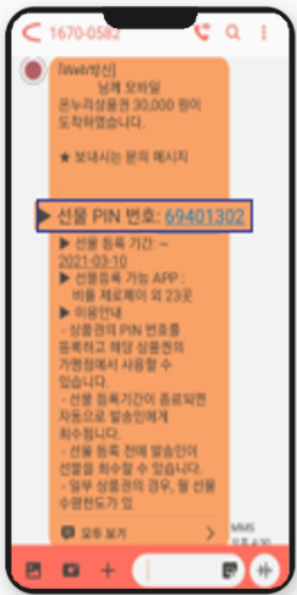 1670-0582
[Web발신]
님께 모바일
온누리상품권 30,000 원이
도착하였습니다.
★ 보내시는 분의 메시지
▶ 선물 PIN 번호: 69401302
▶ 선물 등록 기간: ~
2021-03-10
▶ 선물등록 가능 APP :
비플 제로페이 외 23곳
▶ 이용안내
- 상품권의 PIN 번호를
등록하고 해당 상품권의
가맹점에서 사용할 수
있습니다.
- 선물 등록기간이 종료되면
자동으로 발송인에게
회수됩니다.
- 선물 등록 전에 발송인이
선물을 회수할 수 있습니다.
- 일부 상품권의 경우, 월 선물
수령한도가 있
모두 보기
MMS
오후 4:30